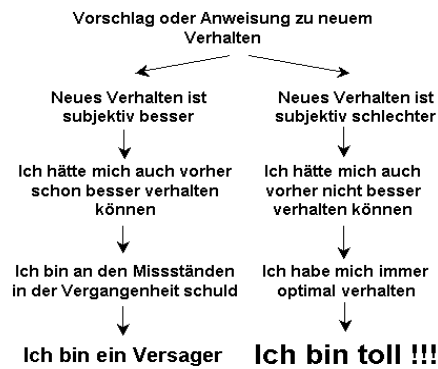 Vorschlag oder Anweisung zu neuem
Verhalten
Neues Verhalten ist
subjektiv besser
Ich hätte mich auch vorher
schon besser verhalten
können
Ich bin an den Missständen
in der Vergangenheit schuld
Ich bin ein Versager
Neues Verhalten ist
subjektiv schlechter
Ich hätte mich auch
vorher nicht besser
verhalten können
Ich habe mich immer
optimal verhalten
Ich bin toll !!!